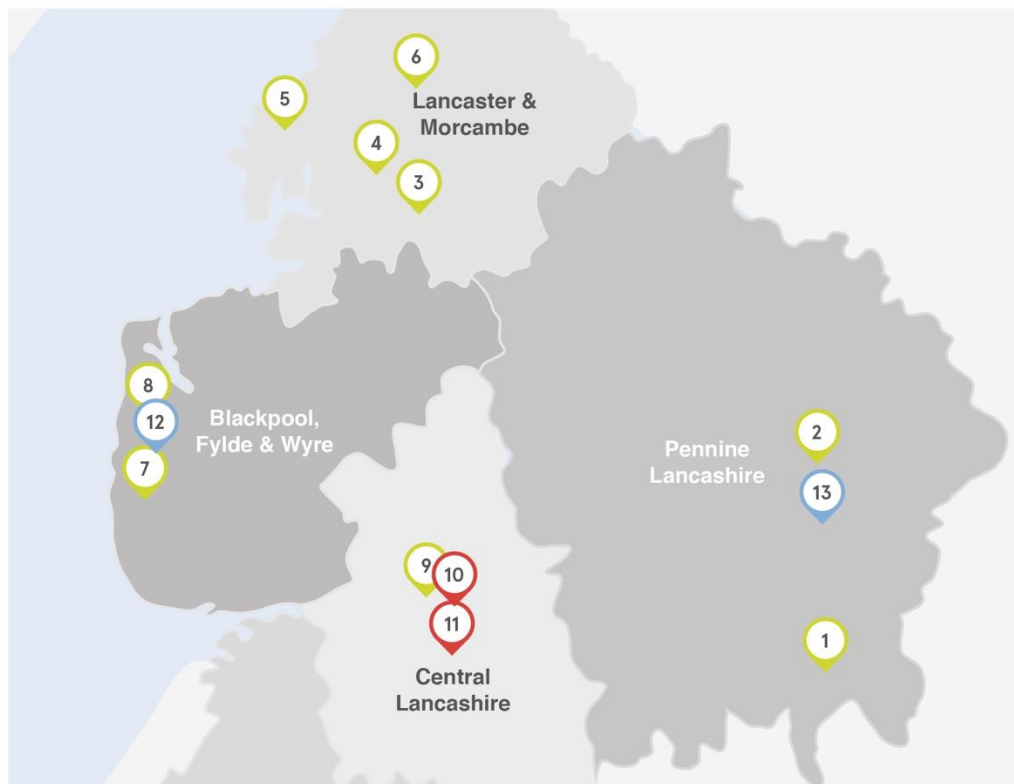 6
5
Lancaster &
Morcambe
4
3
8
12
Blackpool,
Fylde & Wyre
7
2
Pennine
Lancashire
13
9
10
11
1
Central
Lancashire